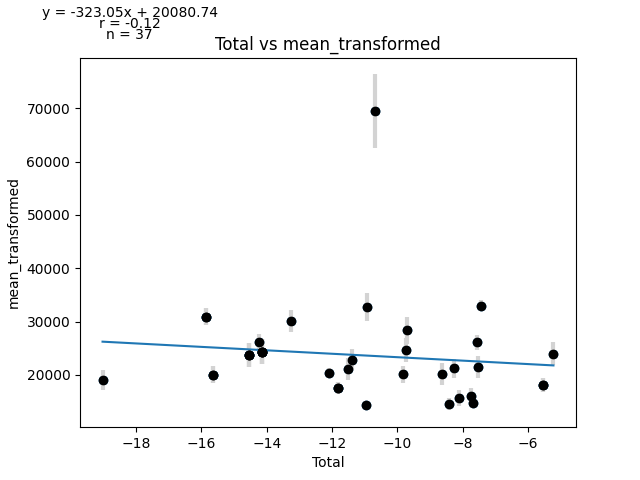 y = -323.05x + 20080.74
r = -0.12
n = 37
Total vs mean_transformed
70000
60000
50000
40000
30000
20000
mean_transformed
−18 −16 −14 −12 −10 −8 −6
Total